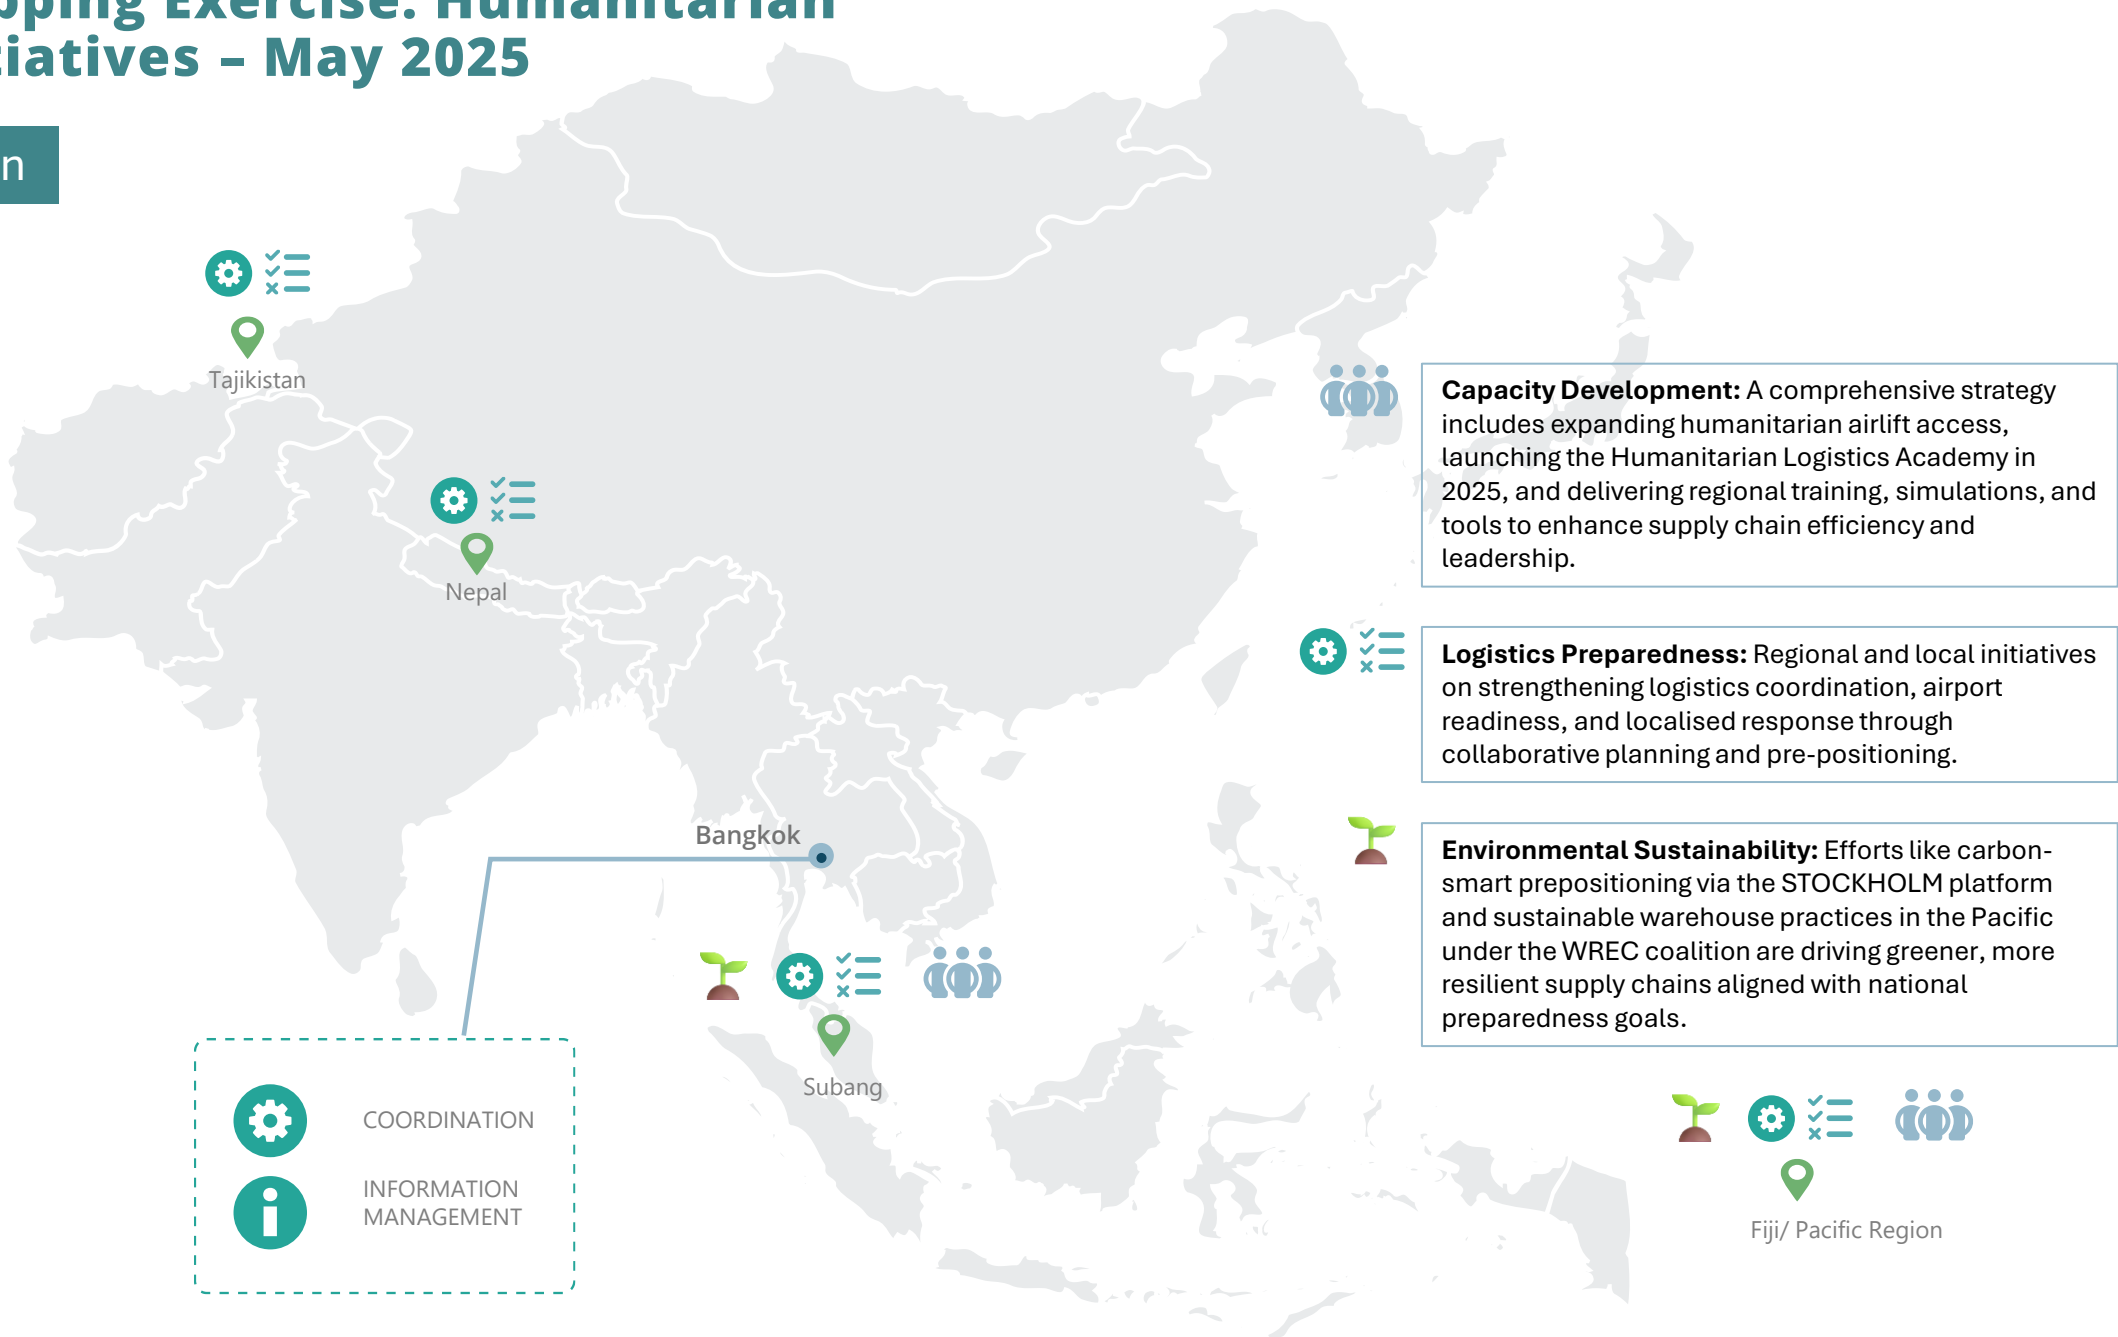 pping Exercise: Humanitarian
tiatives – May 2025
n
Tajikistan
Nepal
Capacity Development: A comprehensive strategy
includes expanding humanitarian airlift access,
launching the Humanitarian Logistics Academy in
2025, and delivering regional training, simulations, and
tools to enhance supply chain efficiency and
leadership.
Logistics Preparedness: Regional and local initiatives
on strengthening logistics coordination, airport
readiness, and localised response through
collaborative planning and pre-positioning.
Bangkok
Environmental Sustainability: Efforts like carbon-
smart prepositioning via the STOCKHOLM platform
and sustainable warehouse practices in the Pacific
under the WREC coalition are driving greener, more
resilient supply chains aligned with national
preparedness goals.
Subang
COORDINATION
INFORMATION
MANAGEMENT
Fiji/ Pacific Region